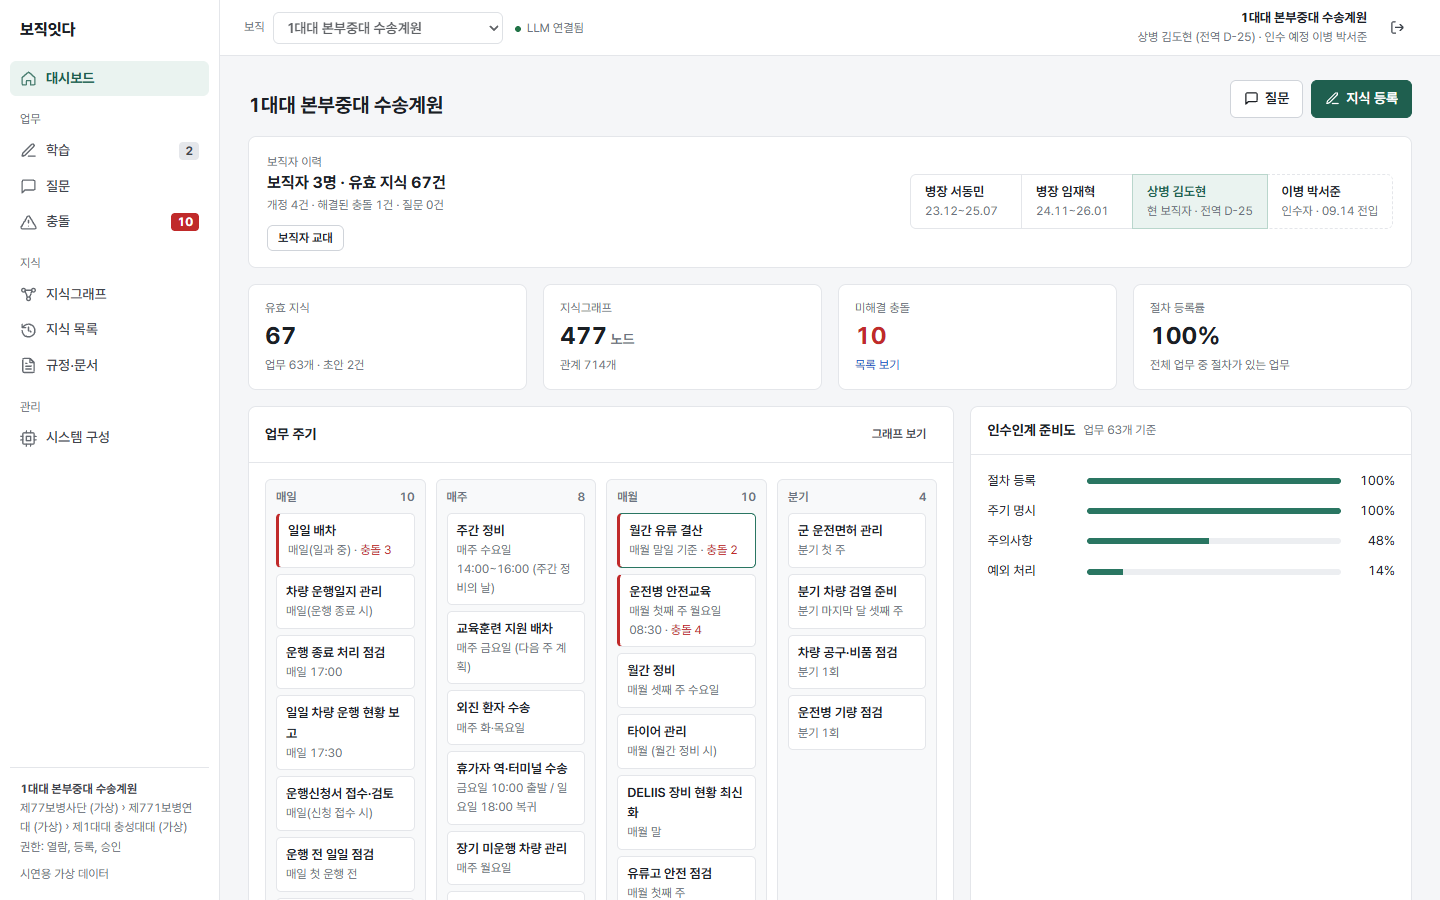 보직잇다
대시보드
업무
학습 2
질문
충돌 10
지식
지식그래프
지식 목록
규정·문서
관리
시스템 구성
1대대 본부중대 수송계원
제77보병사단 (가상) › 제771보병연
대 (가상) › 제1대대 충성대대 (가상)
권한: 열람, 등록, 승인
시연용 가상 데이터
보직 1대대 본부중대 수송계원 LLM 연결됨
1대대 본부중대 수송계원
상병 김도현 (전역 D-25) · 인수 예정 이병 박서준
1대대 본부중대 수송계원
질문
지식 등록
보직자 이력
보직자 3명 · 유효 지식 67건
개정 4건 · 해결된 충돌 1건 · 질문 0건
보직자 교대
병장 서동민
23.12~25.07
병장 임재혁
24.11~26.01
상병 김도현
현 보직자 · 전역 D-25
이병 박서준
인수자 · 09.14 전입
유효 지식
67
업무 63개 · 초안 2건
지식그래프
477 노드
관계 714개
미해결 충돌
10
목록 보기
절차 등록률
100%
전체 업무 중 절차가 있는 업무
업무 주기
그래프 보기
매일 10
일일 배차
매일(일과 중) · 충돌 3
차량 운행일지 관리
매일(운행 종료 시)
운행 종료 처리 점검
매일 17:00
일일 차량 운행 현황 보
고
매일 17:30
운행신청서 접수·검토
매일(신청 접수 시)
운행 전 일일 점검
매일 첫 운행 전
매주 8
주간 정비
매주 수요일
14:00~16:00 (주간 정
비의 날)
교육훈련 지원 배차
매주 금요일 (다음 주 계
획)
외진 환자 수송
매주 화·목요일
휴가자 역·터미널 수송
금요일 10:00 출발 / 일
요일 18:00 복귀
장기 미운행 차량 관리
매주 월요일
매월 10
월간 유류 결산
매월 말일 기준 · 충돌 2
운전병 안전교육
매월 첫째 주 월요일
08:30 · 충돌 4
월간 정비
매월 셋째 주 수요일
타이어 관리
매월 (월간 정비 시)
DELIIS 장비 현황 최신
화
매월 말
유류고 안전 점검
매월 첫째 주
분기 4
군 운전면허 관리
분기 첫 주
분기 차량 검열 준비
분기 마지막 달 셋째 주
차량 공구·비품 점검
분기 1회
운전병 기량 점검
분기 1회
인수인계 준비도 업무 63개 기준
절차 등록 100%
주기 명시 100%
주의사항 48%
예외 처리 14%